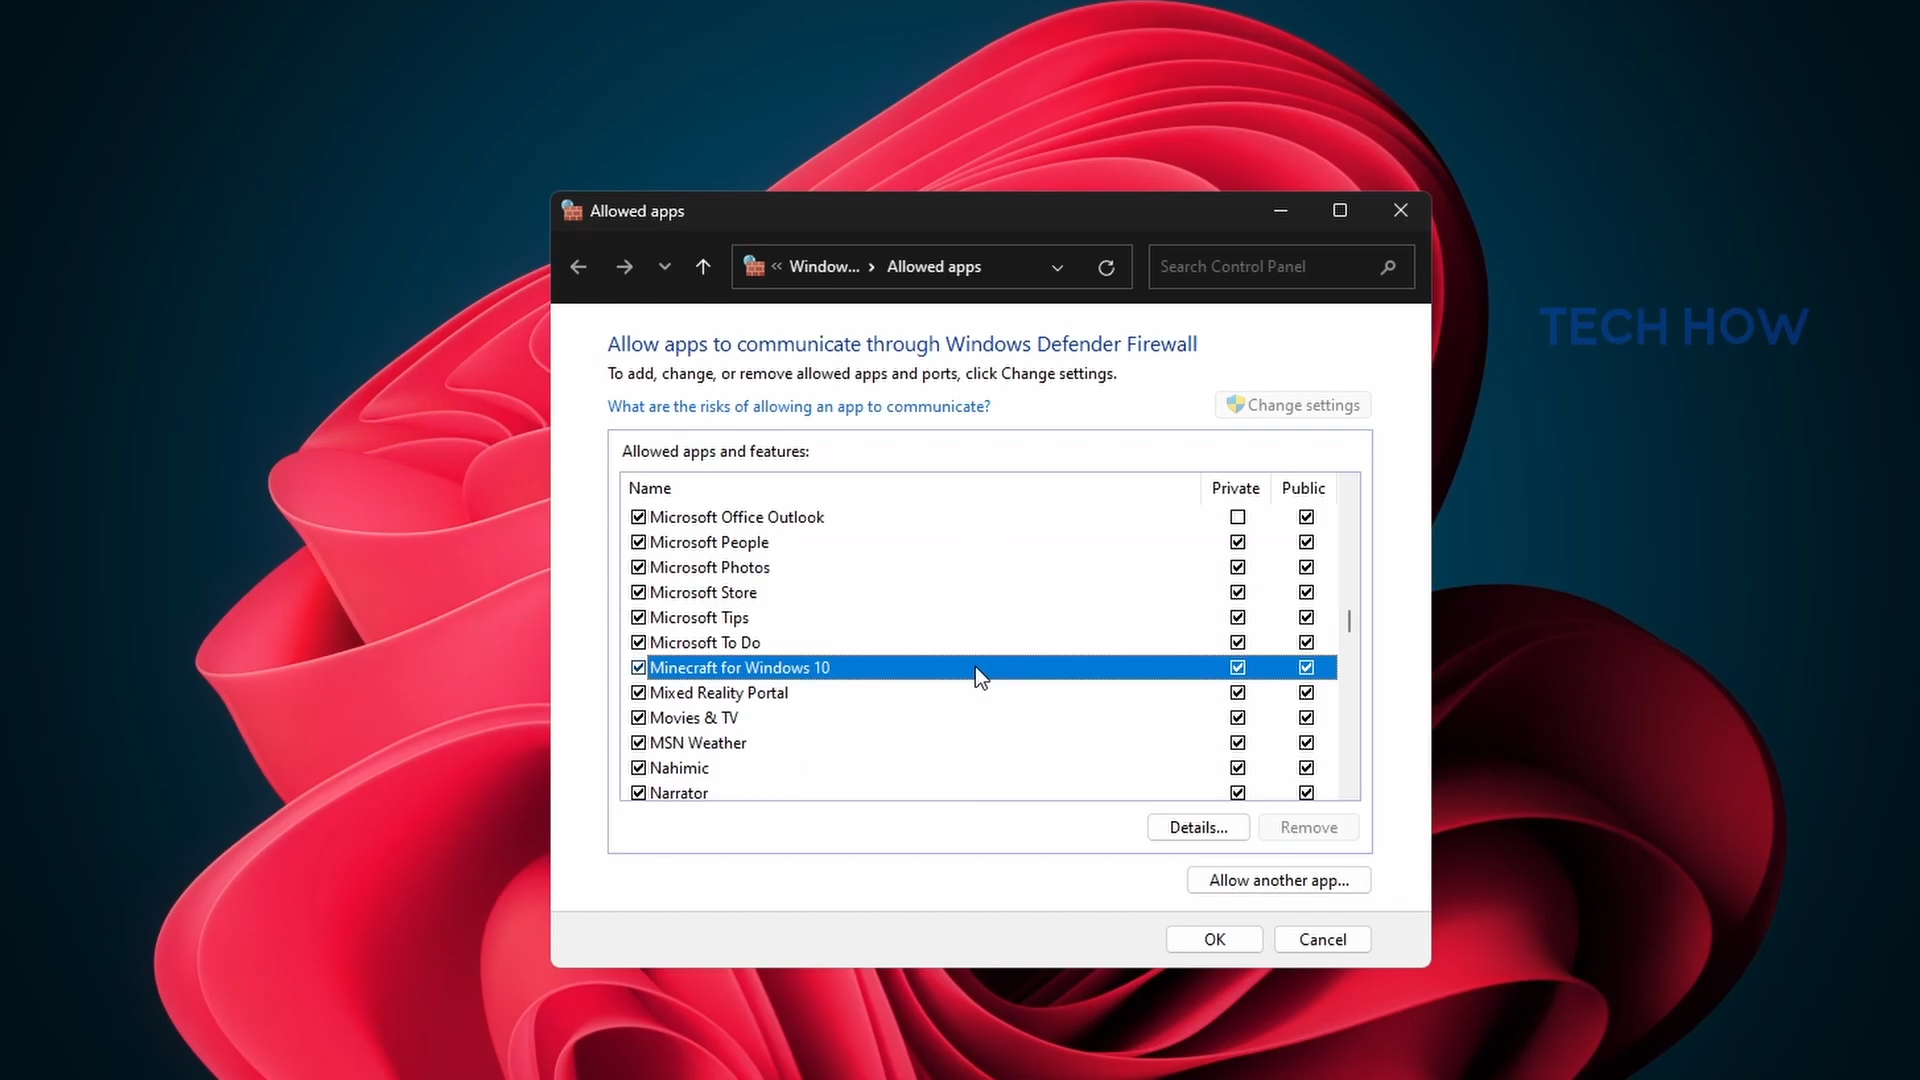 Allowed apps
Window... Allowed apps
Search Control Panel
TECH HOW
Allow apps to communicate through Windows Defender Firewall
To add, change, or remove allowed apps and ports, click Change settings.
What are the risks of allowing an app to communicate?
Change settings
Allowed apps and features:
Name Private Public
Microsoft Office Outlook
Microsoft People
Microsoft Photos
Microsoft Store
Microsoft Tips
Microsoft To Do
Minecraft for Windows 10
Mixed Reality Portal
Movies & TV
MSN Weather
Nahimic
Narrator
Details... Remove
Allow another app...
OK Cancel